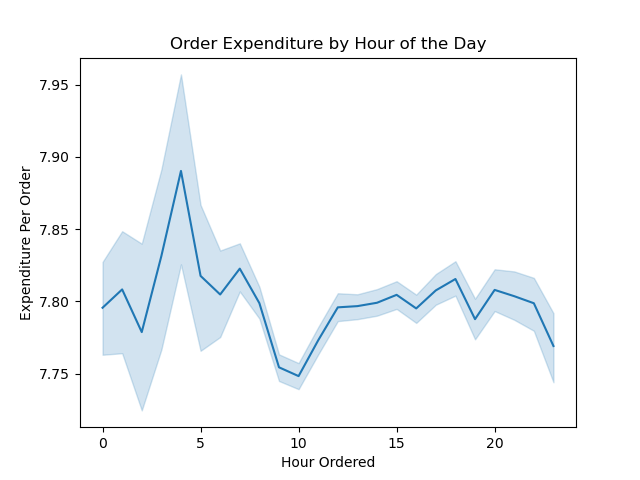 Order Expenditure by Hour of the Day
Expenditure Per Order
7.95
7.90
7.85
7.80
7.75
0 5 10 15 20
Hour Ordered